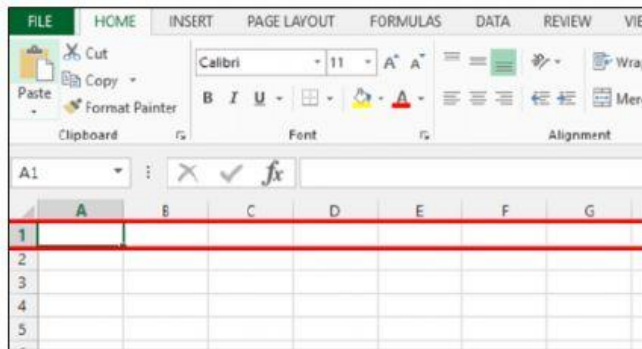 FILE HOME INSERT PAGE LAYOUT FORMULAS DATA REVIEW
Cut
Copy
Format Painter
Paste
Calibri 11 A A
B I U A
Clipboard Font Alignment
A1 fx
A B C D E F G
1
2
3
4
5